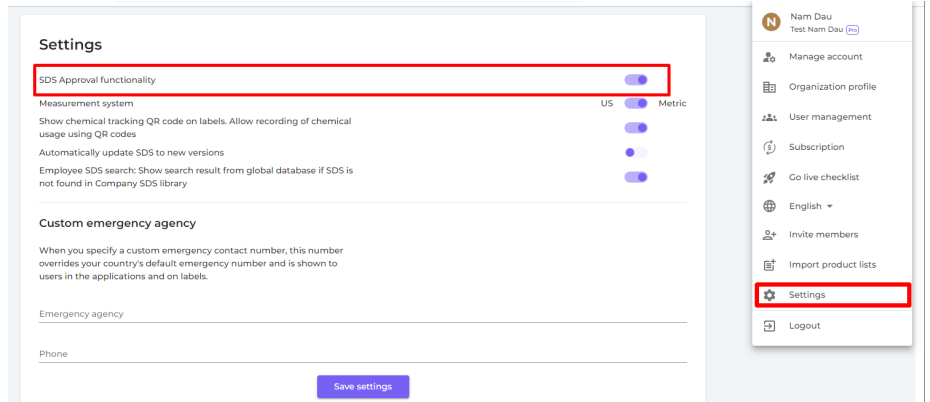 Settings
SDS Approval functionality
Measurement system
US
Metric
Show chemical tracking QR code on labels. Allow recording of chemical
usage using QR codes
Automatically update SDS to new versions
Employee SDS search: Show search result from global database if SDS is
not found in Company SDS library
Custom emergency agency
When you specify a custom emergency contact number, this number
overrides your country's default emergency number and is shown to
users in the applications and on labels.
Emergency agency
Phone
Save settings
N
Nam Dau
Test Nam Dau Pro
Manage account
Organization profile
User management
Subscription
Go live checklist
English
Invite members
Import product lists
Settings
Logout